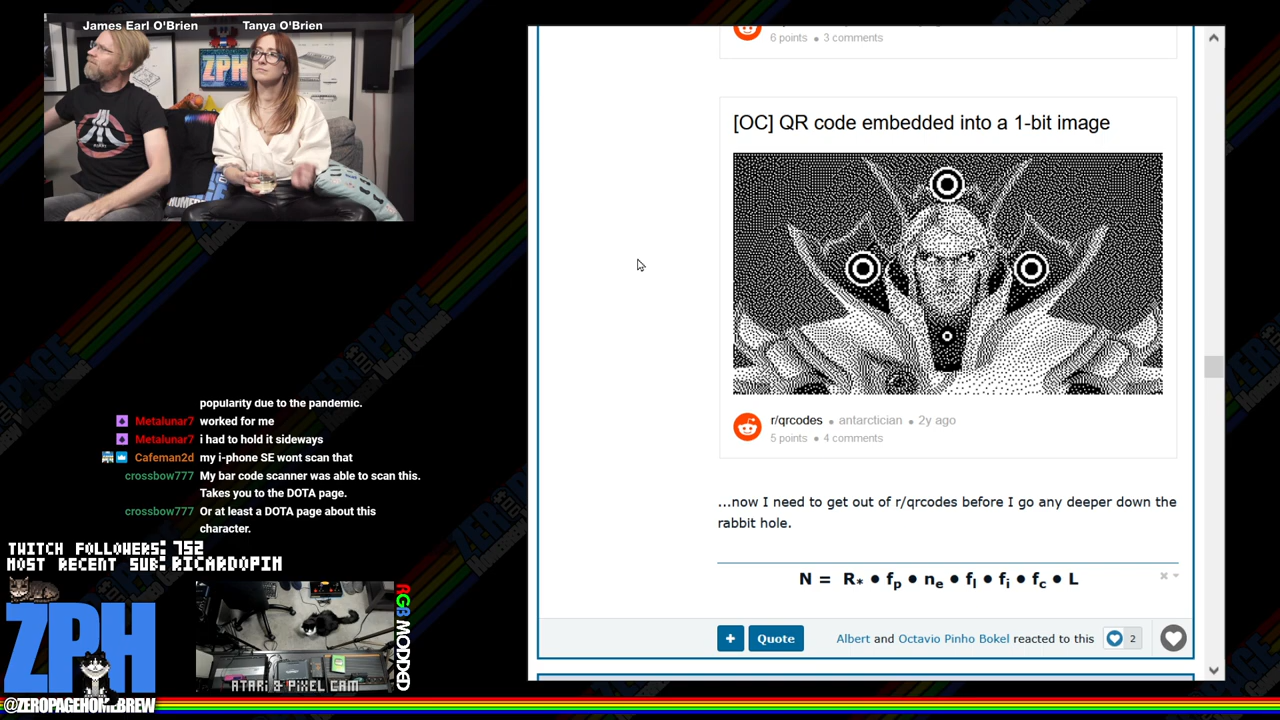 James Earl O'Brien
Tanya O'Brien
ZPH
ATARI
6 points • 3 comments
[OC] QR code embedded into a 1-bit image
r/qrcodes • antarctician • 2y ago
5 points • 4 comments
...now I need to get out of r/qrcodes before I go any deeper down the
rabbit hole.
N = R* • fp • ne • fl • fi • fc • L
+ Quote
Albert and Octavio Pinho Bokel reacted to this
2
popularity due to the pandemic.
Metalunar7 worked for me
Metalunar7 i had to hold it sideways
Cafeman2d my i-phone SE wont scan that
crossbow777 My bar code scanner was able to scan this.
Takes you to the DOTA page.
crossbow777 Or at least a DOTA page about this
character.
TWITCH FOLLOWERS: 752
MOST RECENT SUB: RICARDOPIM
ZPH
@ZEROPAGEHOMEBREW
RGB MODDED
ATARI & PIXEL CAM